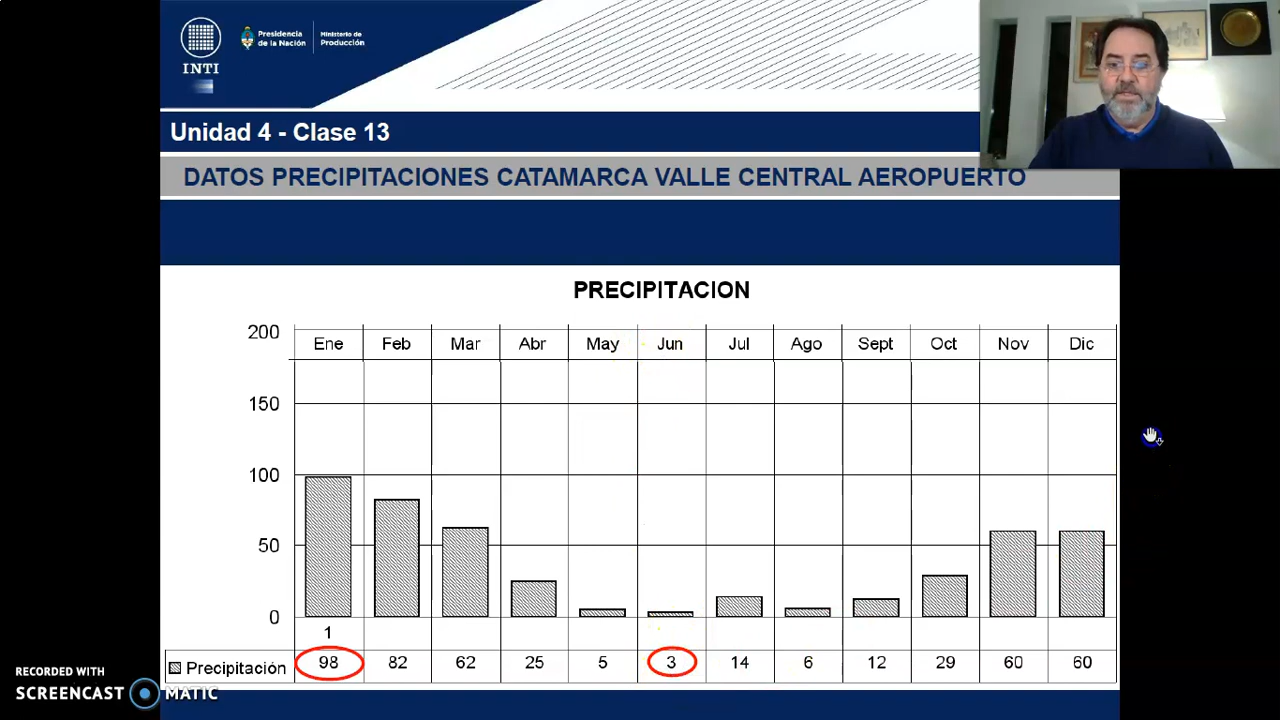 INTI
Presidencia
de la Nación
Ministerio de
Producción
Unidad 4 - Clase 13
DATOS PRECIPITACIONES CATAMARCA VALLE CENTRAL AEROPUERTO
PRECIPITACION
200
Ene Feb Mar Abr May Jun Jul Ago Sept Oct Nov Dic
150
100
50
0
1
Precipitación 98 82 62 25 5 3 14 6 12 29 60 60
RECORDED WITH
SCREENCAST MATIC